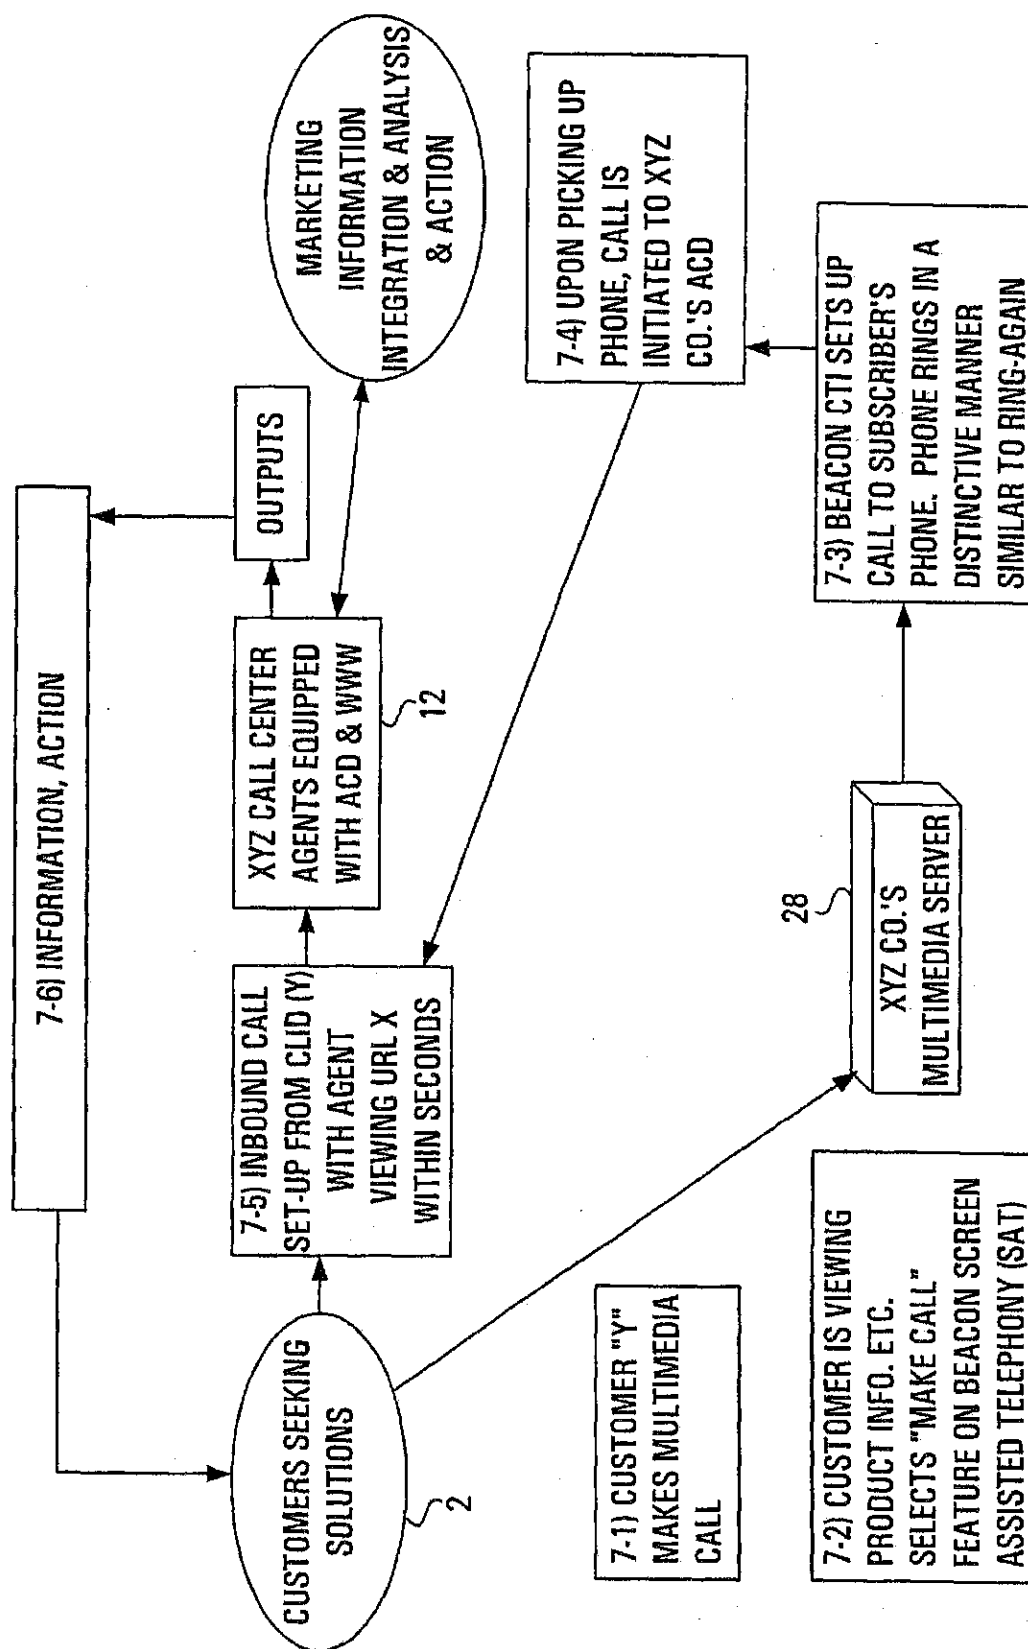 7-6) INFORMATION, ACTION
CUSTOMERS SEEKING
SOLUTIONS
2
7-5) INBOUND CALL
SET-UP FROM CLID (Y)
WITH AGENT
VIEWING URL X
WITHIN SECONDS
XYZ CALL CENTER
AGENTS EQUIPPED
WITH ACD & WWW
12
OUTPUTS
MARKETING
INFORMATION
INTEGRATION & ANALYSIS
& ACTION
7-1) CUSTOMER "Y"
MAKES MULTIMEDIA
CALL
7-4) UPON PICKING UP
PHONE, CALL IS
INITIATED TO XYZ
CO.'S ACD
7-2) CUSTOMER IS VIEWING
PRODUCT INFO. ETC.
SELECTS "MAKE CALL"
FEATURE ON BEACON SCREEN
ASSISTED TELEPHONY (SAT)
28
XYZ CO.'S
MULTIMEDIA SERVER
7-3) BEACON CTI SETS UP
CALL TO SUBSCRIBER'S
PHONE. PHONE RINGS IN A
DISTINCTIVE MANNER
SIMILAR TO RING-AGAIN